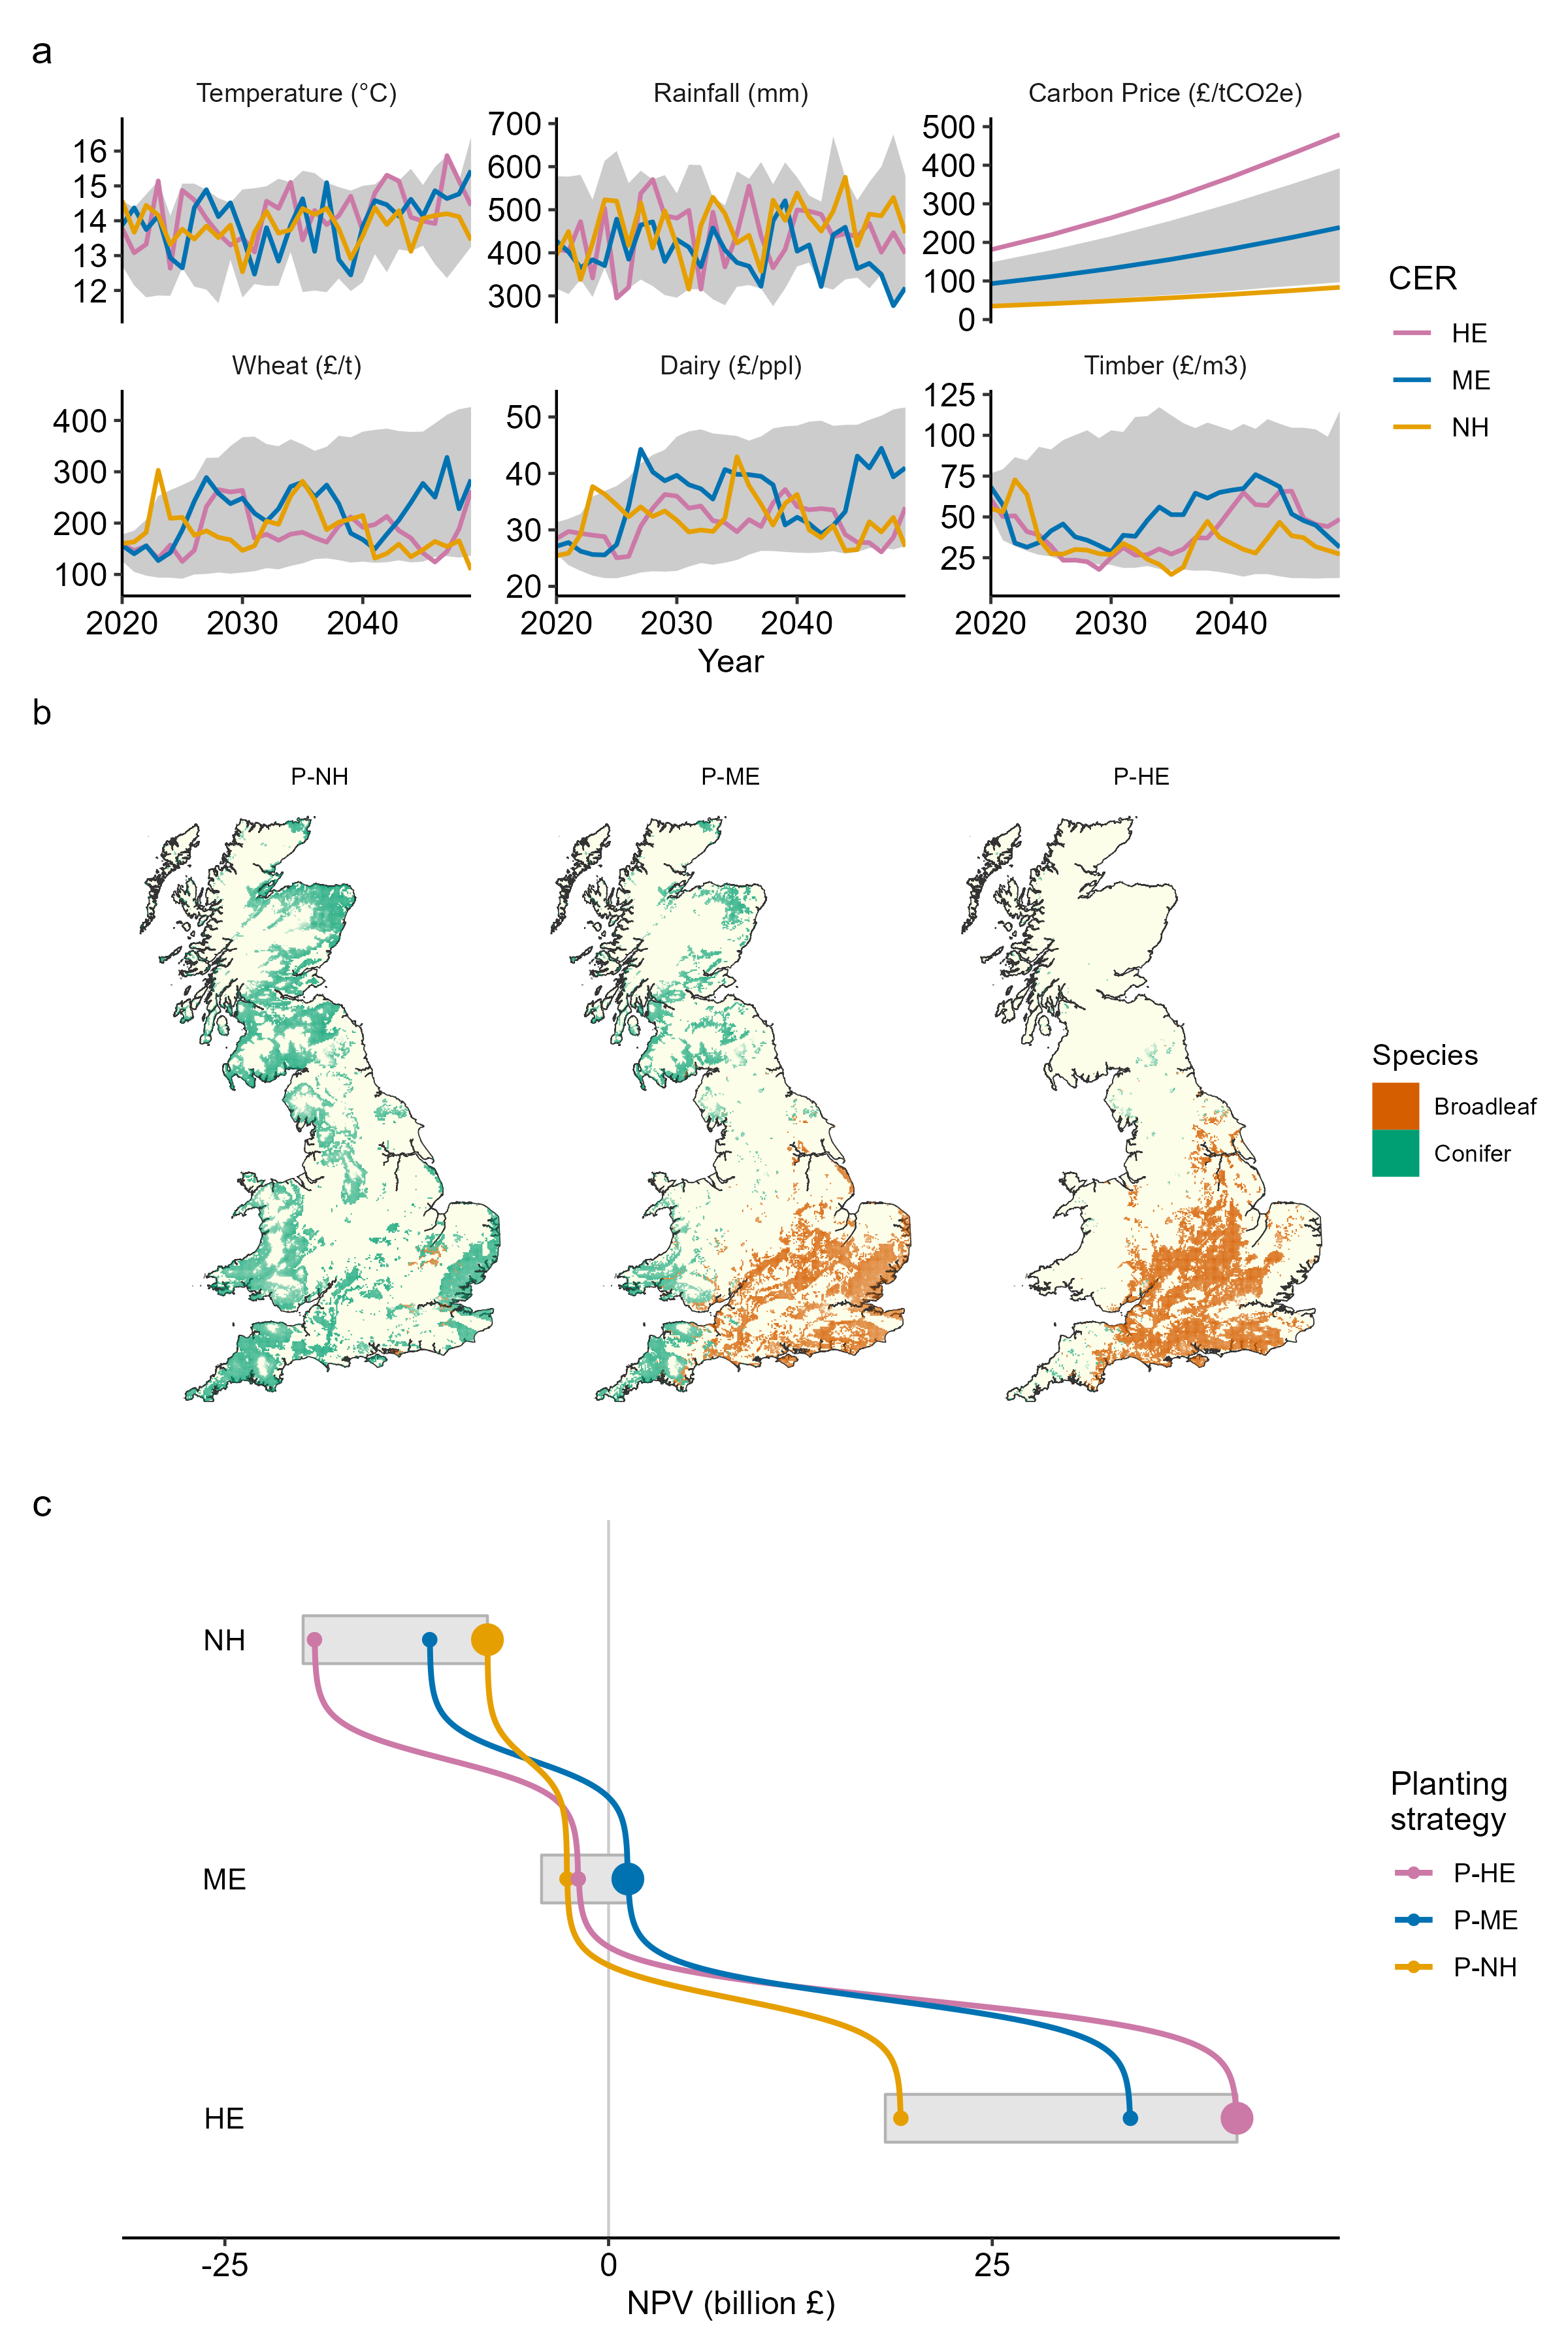 a
Temperature (°C)
Rainfall (mm)
Carbon Price (£/tCO2e)
16
15
14
13
12
700
600
500
400
300
500
400
300
200
100
0
CER
HE
ME
NH
Wheat (£/t)
Dairy (£/ppl)
Timber (£/m3)
400
300
200
100
50
40
30
20
125
100
75
50
25
2020 2030 2040
2020 2030 2040
2020 2030 2040
Year
b
P-NH
P-ME
P-HE
Species
Broadleaf
Conifer
c
NH
ME
HE
Planting
strategy
P-HE
P-ME
P-NH
-25 0 25
NPV (billion £)